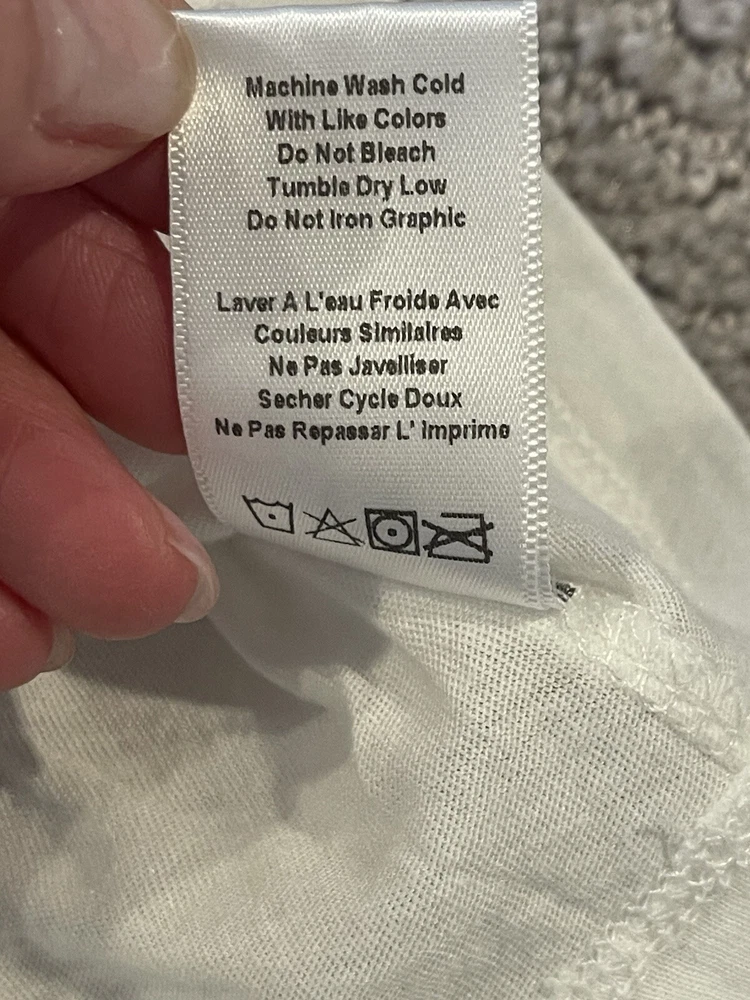 Machine Wash Cold
With Like Colors
Do Not Bleach
Tumble Dry Low
Do Not Iron Graphic
Laver A L'eau Froide Avec
Couleurs Similaires
Ne Pas Javelliser
Secher Cycle Doux
Ne Pas Repassar L' Imprime